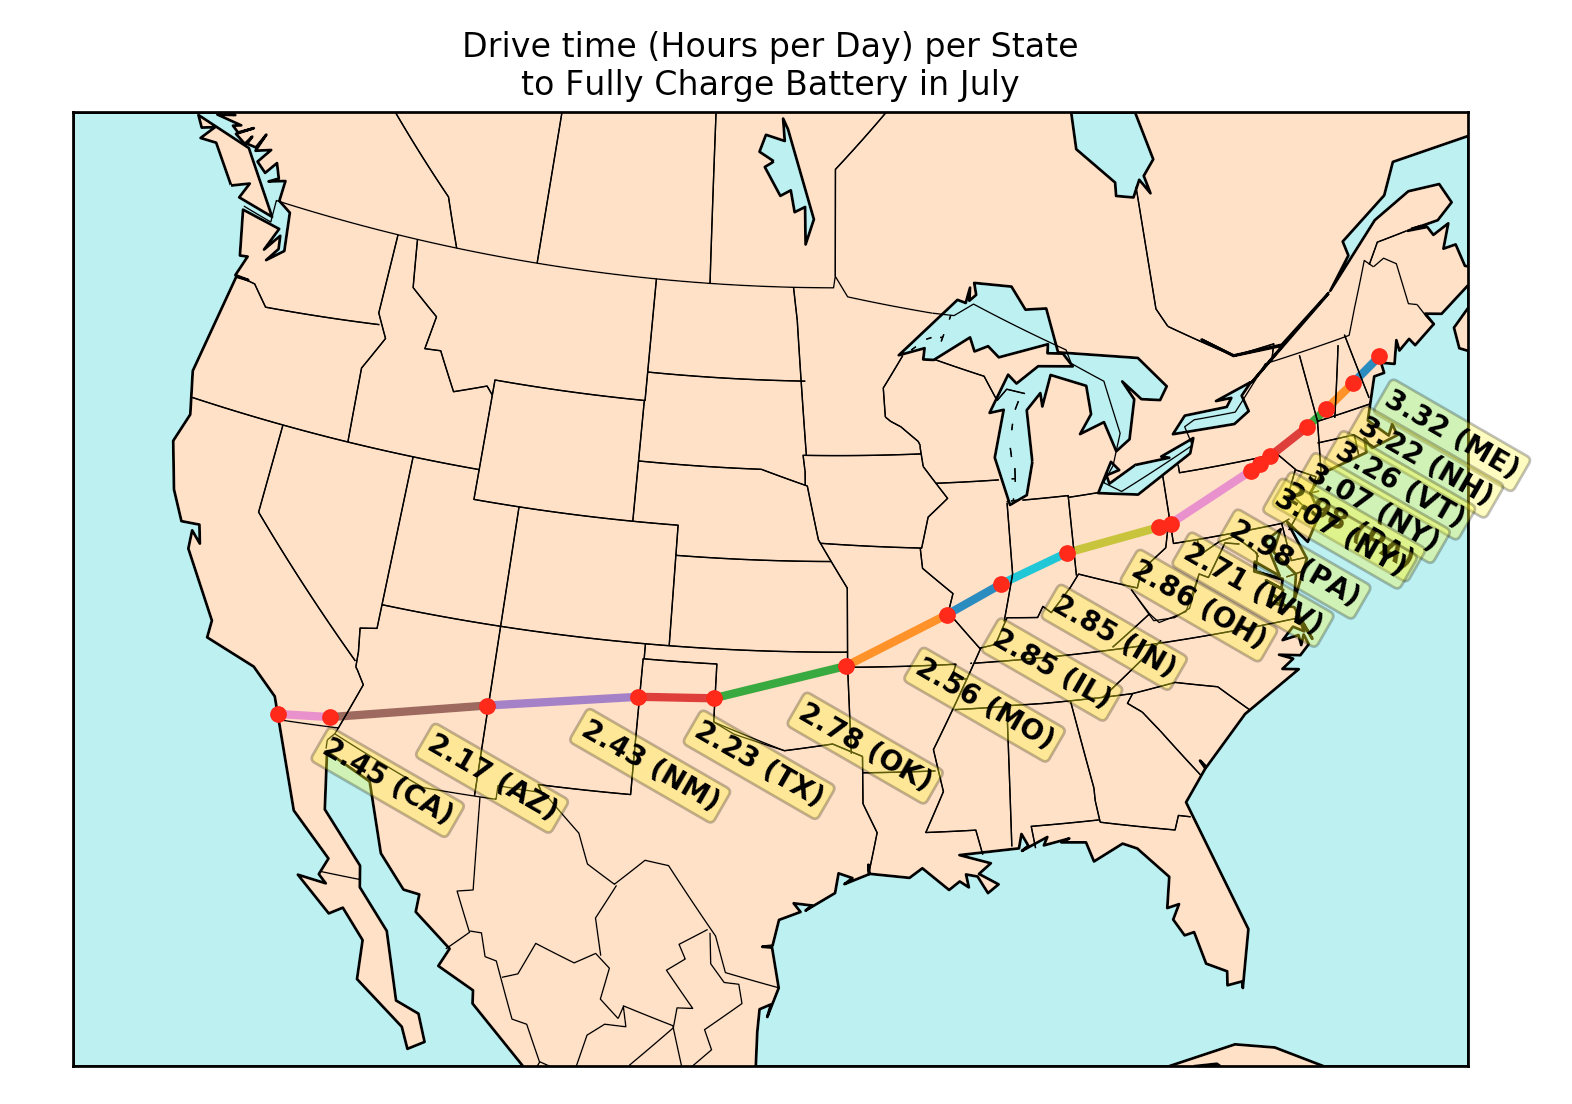 Drive time (Hours per Day) per State
to Fully Charge Battery in July
3.32 (ME)
3.22 (NH)
3.26 (VT)
3.07 (NY)
3.07 (NY)
2.98 (PA)
2.71 (WV)
2.86 (OH)
2.85 (IN)
2.85 (IL)
2.56 (MO)
2.78 (OK)
2.23 (TX)
2.43 (NM)
2.17 (AZ)
2.45 (CA)